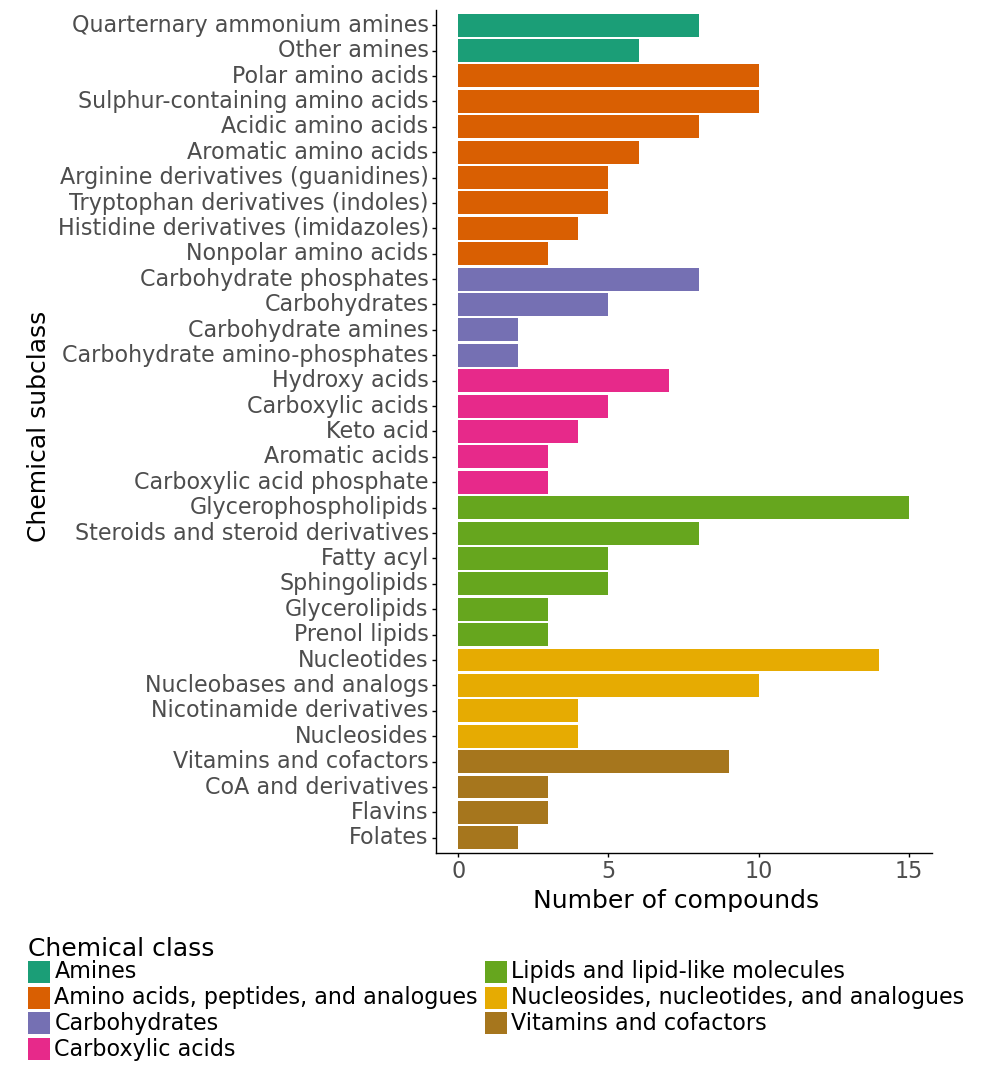 Quarternary ammonium amines
Other amines
Polar amino acids
Sulphur-containing amino acids
Acidic amino acids
Aromatic amino acids
Arginine derivatives (guanidines)
Tryptophan derivatives (indoles)
Histidine derivatives (imidazoles)
Nonpolar amino acids
Carbohydrate phosphates
Carbohydrates
Carbohydrate amines
Carbohydrate amino-phosphates
Hydroxy acids
Carboxylic acids
Keto acid
Aromatic acids
Carboxylic acid phosphate
Glycerophospholipids
Steroids and steroid derivatives
Fatty acyl
Sphingolipids
Glycerolipids
Prenol lipids
Nucleotides
Nucleobases and analogs
Nicotinamide derivatives
Nucleosides
Vitamins and cofactors
CoA and derivatives
Flavins
Folates
Chemical subclass
0 5 10 15
Number of compounds
Chemical class
Amines
Amino acids, peptides, and analogues
Carbohydrates
Carboxylic acids
Lipids and lipid-like molecules
Nucleosides, nucleotides, and analogues
Vitamins and cofactors